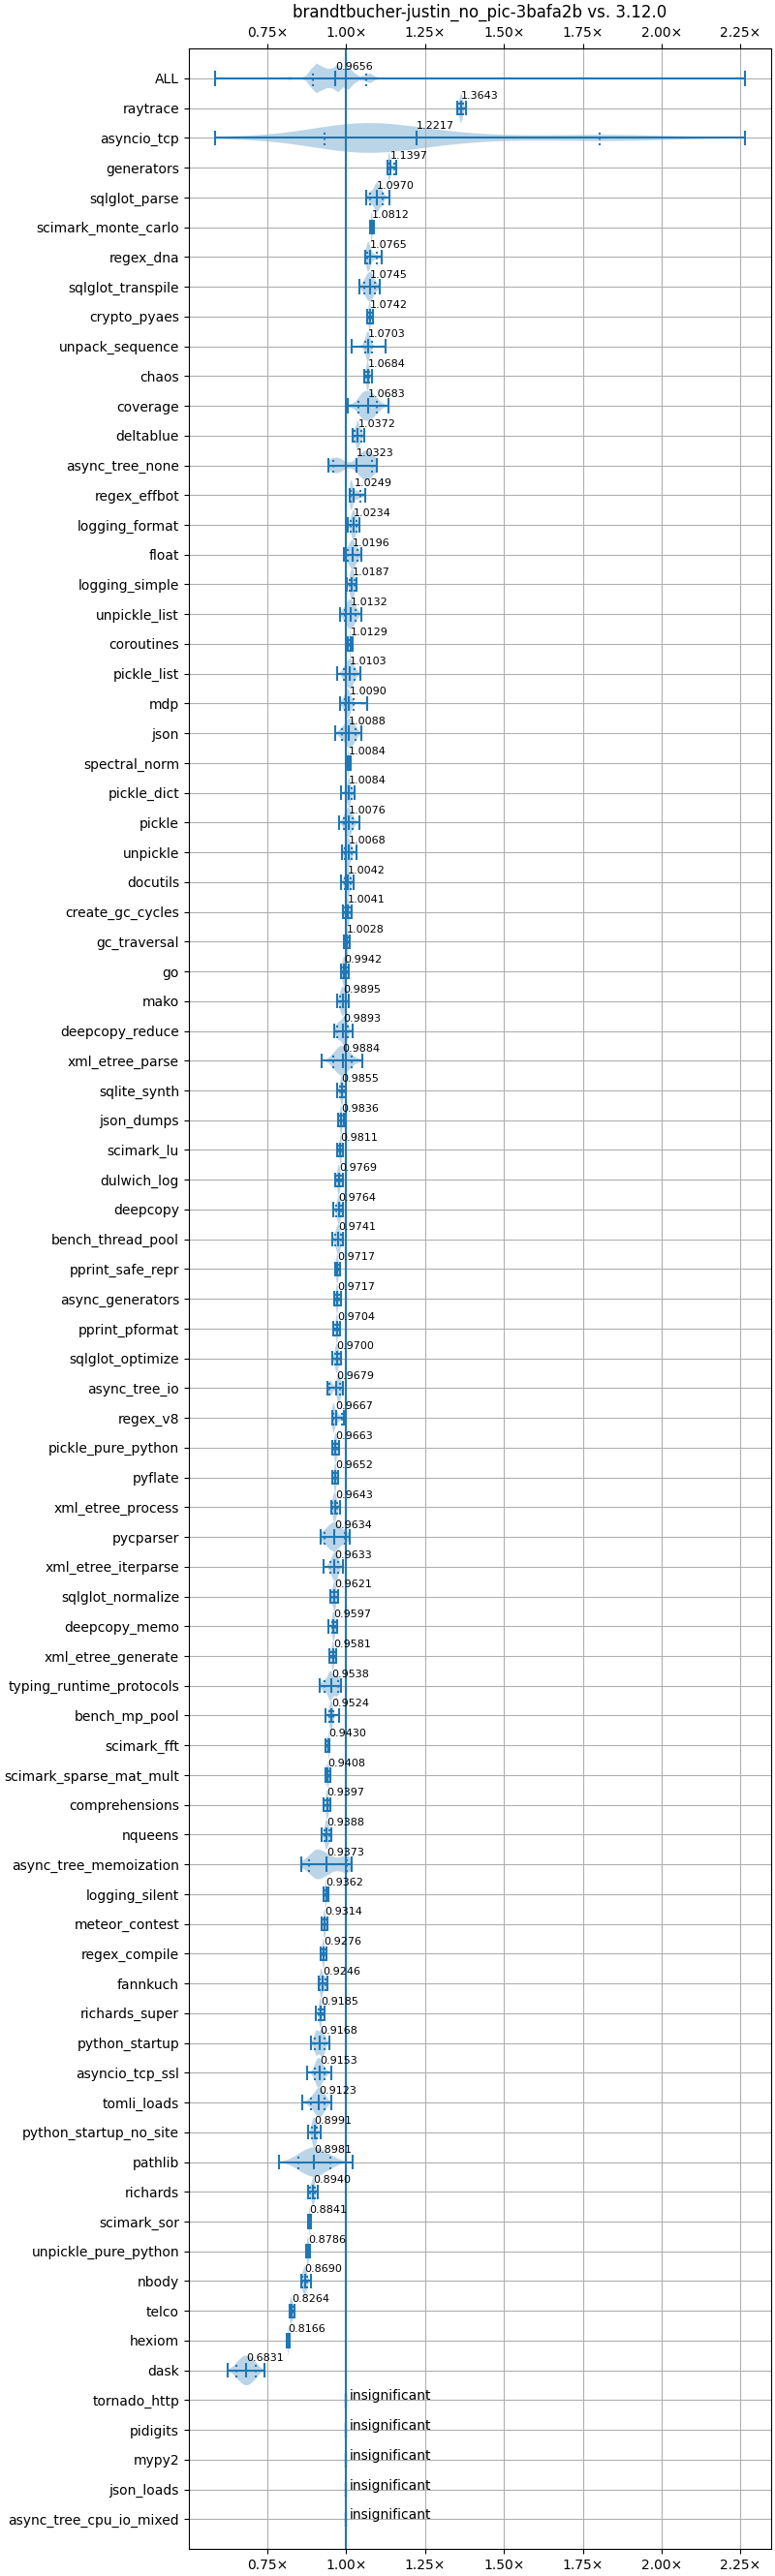 brandtbucher-justin_no_pic-3bafa2b vs. 3.12.0
0.75× 1.00× 1.25× 1.50× 1.75× 2.00× 2.25×
ALL 0.9656
raytrace 1.3643
asyncio_tcp 1.2217
generators 1.1397
sqlglot_parse 1.0970
scimark_monte_carlo 1.0812
regex_dna 1.0765
sqlglot_transpile 1.0745
crypto_pyaes 1.0742
unpack_sequence 1.0703
chaos 1.0684
coverage 1.0683
deltablue 1.0372
async_tree_none 1.0323
regex_effbot 1.0249
logging_format 1.0234
float 1.0196
logging_simple 1.0187
unpickle_list 1.0132
coroutines 1.0129
pickle_list 1.0103
mdp 1.0090
json 1.0088
spectral_norm 1.0084
pickle_dict 1.0084
pickle 1.0076
unpickle 1.0068
docutils 1.0042
create_gc_cycles 1.0041
gc_traversal 1.0028
go 0.9942
mako 0.9895
deepcopy_reduce 0.9893
xml_etree_parse 0.9884
sqlite_synth 0.9855
json_dumps 0.9836
scimark_lu 0.9811
dulwich_log 0.9769
deepcopy 0.9764
bench_thread_pool 0.9741
pprint_safe_repr 0.9717
async_generators 0.9717
pprint_pformat 0.9704
sqlglot_optimize 0.9700
async_tree_io 0.9679
regex_v8 0.9667
pickle_pure_python 0.9663
pyflate 0.9652
xml_etree_process 0.9643
pycparser 0.9634
xml_etree_iterparse 0.9633
sqlglot_normalize 0.9621
deepcopy_memo 0.9597
xml_etree_generate 0.9581
typing_runtime_protocols 0.9538
bench_mp_pool 0.9524
scimark_fft 0.9430
scimark_sparse_mat_mult 0.9408
comprehensions 0.9397
nqueens 0.9388
async_tree_memoization 0.9373
logging_silent 0.9362
meteor_contest 0.9314
regex_compile 0.9276
fannkuch 0.9246
richards_super 0.9185
python_startup 0.9168
asyncio_tcp_ssl 0.9153
tomli_loads 0.9123
python_startup_no_site 0.8991
pathlib 0.8981
richards 0.8940
scimark_sor 0.8841
unpickle_pure_python 0.8786
nbody 0.8690
telco 0.8264
hexiom 0.8166
dask 0.6831
tornado_http insignificant
pidigits insignificant
mypy2 insignificant
json_loads insignificant
async_tree_cpu_io_mixed insignificant
0.75× 1.00× 1.25× 1.50× 1.75× 2.00× 2.25×